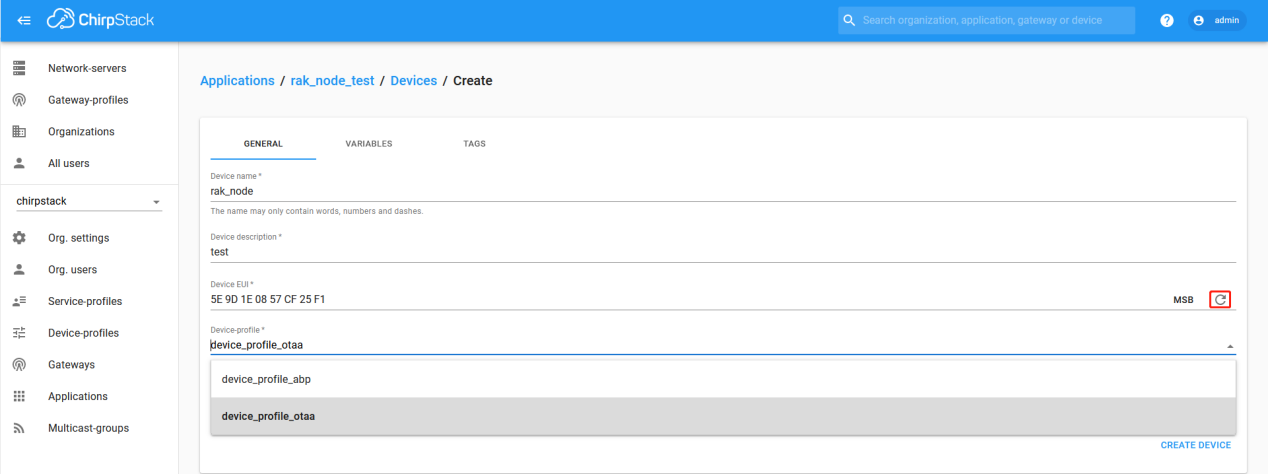 ChirpStack
Search organization, application, gateway or device
? admin
Network-servers
Gateway-profiles
Organizations
All users
chirpstack
Org. settings
Org. users
Service-profiles
Device-profiles
Gateways
Applications
Multicast-groups
Applications / rak_node_test / Devices / Create
GENERAL VARIABLES TAGS
Device name *
rak_node
The name may only contain words, numbers and dashes.
Device description *
test
Device EUI *
5E 9D 1E 08 57 CF 25 F1 MSB
Device-profile *
device_profile_otaa
device_profile_abp
device_profile_otaa
CREATE DEVICE